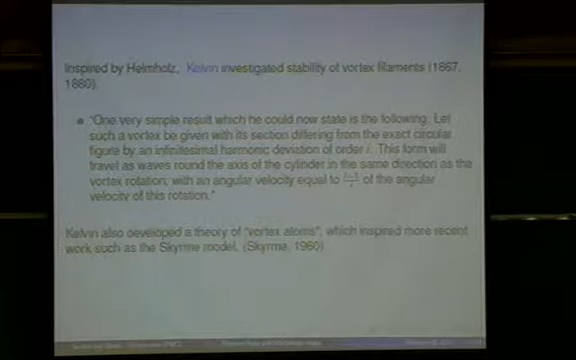 Inspired by Helmholz, Kelvin investigated stability of vortex filaments (1867,
1880).
"One very simple result which he could now state is the following. Let
such a vortex be given with its section differing from the exact circular
figure by an infinitesimal harmonic deviation of order i. This form will
travel as waves round the axis of the cylinder in the same direction as the
vortex rotation, with an angular velocity equal to (i−1)/i of the angular
velocity of this rotation."
Kelvin also developed a theory of "vortex atoms", which inspired more recent
work such as the Skyrme model. (Skyrme, 1960)